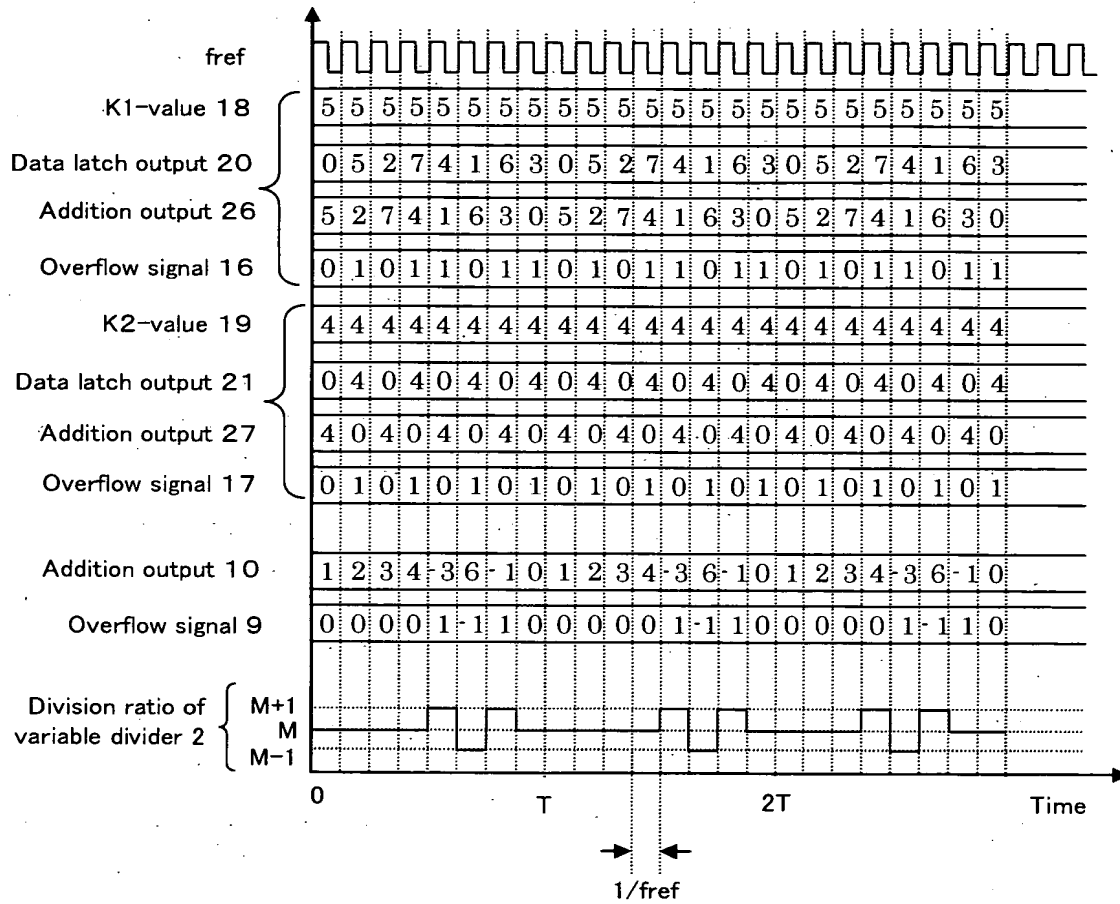 fref
K1-value 18 5 5 5 5 5 5 5 5 5 5 5 5 5 5 5 5 5 5 5 5 5 5 5 5
Data latch output 20 0 5 2 7 4 1 6 3 0 5 2 7 4 1 6 3 0 5 2 7 4 1 6 3
Addition output 26 5 2 7 4 1 6 3 0 5 2 7 4 1 6 3 0 5 2 7 4 1 6 3 0
Overflow signal 16 0 1 0 1 1 0 1 1 0 1 0 1 1 0 1 1 0 1 0 1 1 0 1 1
K2-value 19 4 4 4 4 4 4 4 4 4 4 4 4 4 4 4 4 4 4 4 4 4 4 4 4
Data latch output 21 0 4 0 4 0 4 0 4 0 4 0 4 0 4 0 4 0 4 0 4 0 4 0 4
Addition output 27 4 0 4 0 4 0 4 0 4 0 4 0 4 0 4 0 4 0 4 0 4 0 4 0
Overflow signal 17 0 1 0 1 0 1 0 1 0 1 0 1 0 1 0 1 0 1 0 1 0 1 0 1
Addition output 10 1 2 3 4 -3 6 -1 0 1 2 3 4 -3 6 -1 0 1 2 3 4 -3 6 -1 0
Overflow signal 9 0 0 0 0 1 -1 1 0 0 0 0 0 1 -1 1 0 0 0 0 0 1 -1 1 0
Division ratio of
variable divider 2
M+1
M
M-1
0 T 2T Time
1/fref